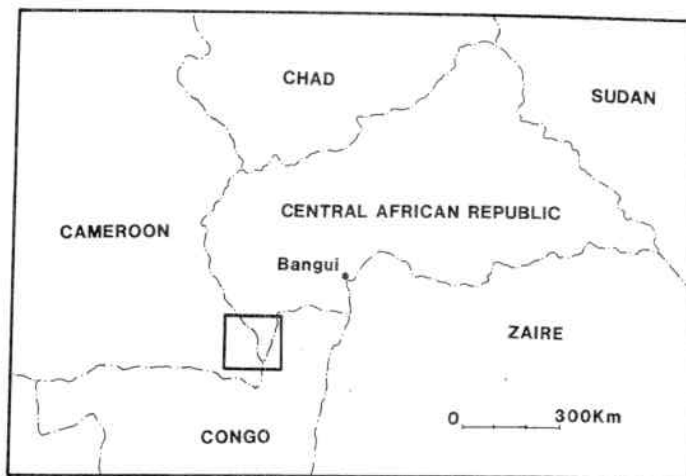 CHAD
SUDAN
CENTRAL AFRICAN REPUBLIC
CAMEROON
Bangui
ZAIRE
0 300Km
CONGO